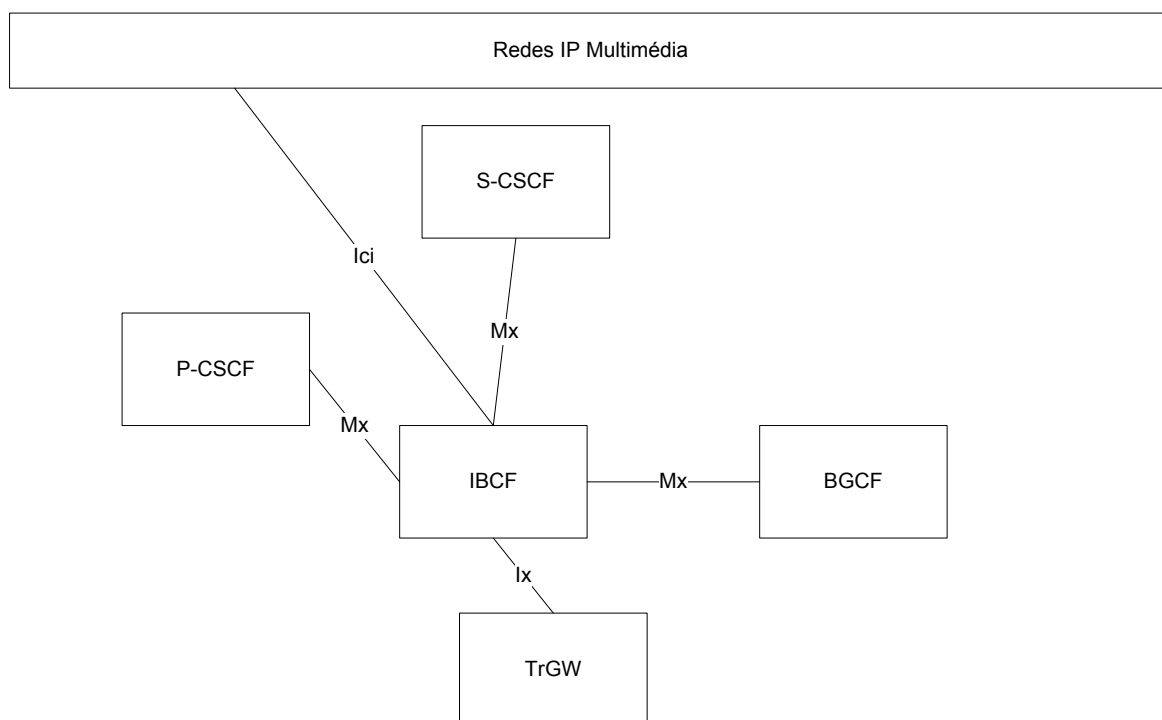 Redes IP Multimédia
S-CSCF
Ici
Mx
P-CSCF
Mx
IBCF
Mx
BGCF
Ix
TrGW